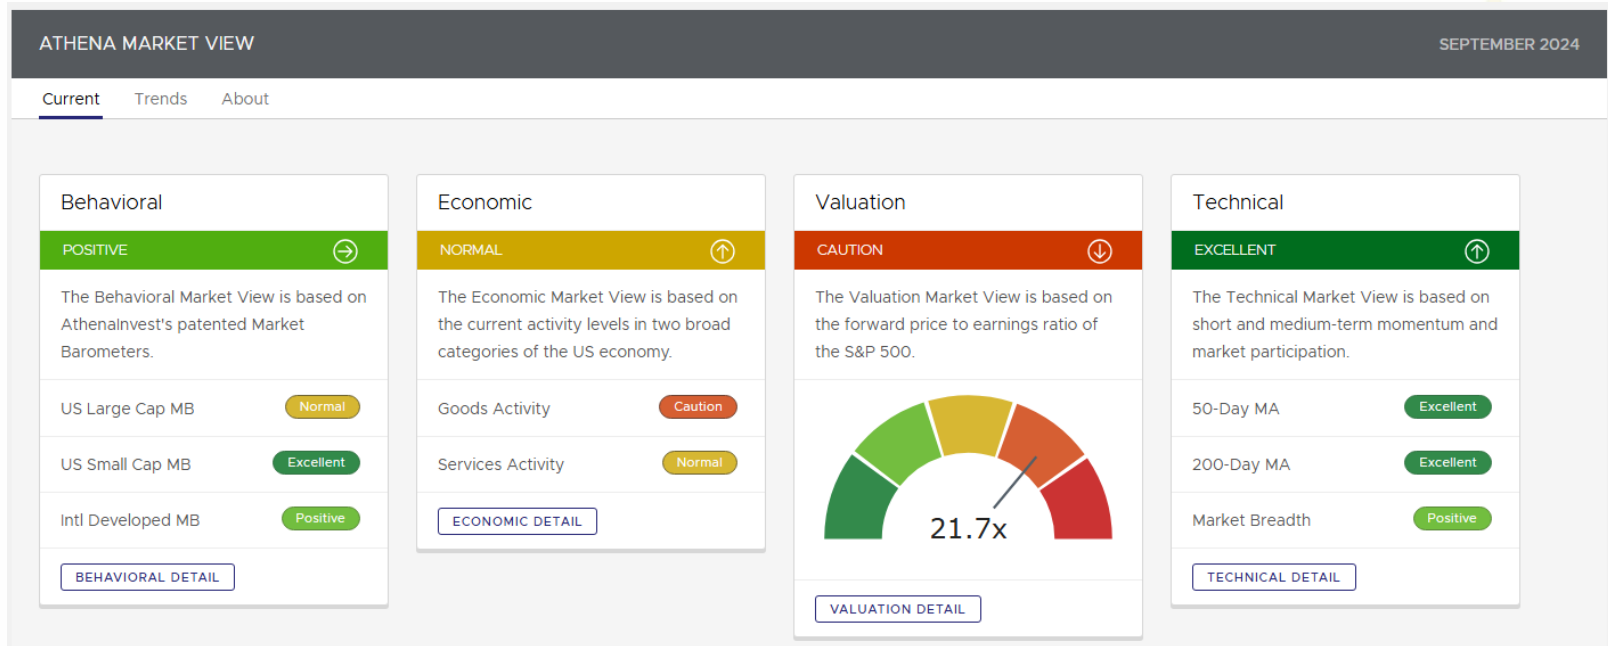 ATHENA MARKET VIEW
SEPTEMBER 2024
Current
Trends
About
Behavioral
POSITIVE
The Behavioral Market View is based on
AthenaInvest's patented Market
Barometers.
US Large Cap MB
Normal
US Small Cap MB
Excellent
Intl Developed MB
Positive
BEHAVIORAL DETAIL
Economic
NORMAL
The Economic Market View is based on
the current activity levels in two broad
categories of the US economy.
Goods Activity
Caution
Services Activity
Normal
ECONOMIC DETAIL
Valuation
CAUTION
The Valuation Market View is based on
the forward price to earnings ratio of
the S&P 500.
21.7x
VALUATION DETAIL
Technical
EXCELLENT
The Technical Market View is based on
short and medium-term momentum and
market participation.
50-Day MA
Excellent
200-Day MA
Excellent
Market Breadth
Positive
TECHNICAL DETAIL